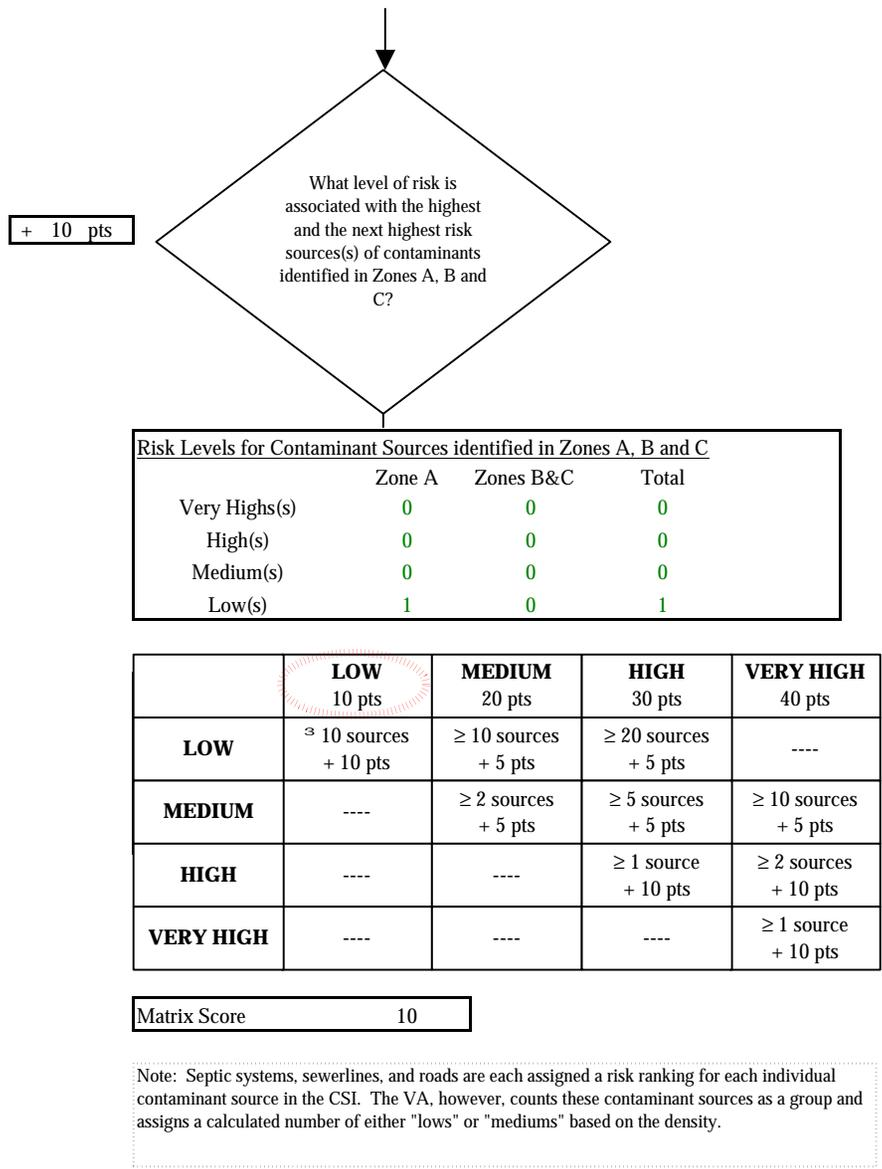 What level of risk is
associated with the highest
and the next highest risk
sources(s) of contaminants
identified in Zones A, B and
C?
+ 10 pts
Risk Levels for Contaminant Sources identified in Zones A, B and C
Zone A Zones B&C Total
Very Highs(s) 0 0 0
High(s) 0 0 0
Medium(s) 0 0 0
Low(s) 1 0 1
LOW MEDIUM HIGH VERY HIGH
10 pts 20 pts 30 pts 40 pts
LOW ³ 10 sources ≥ 10 sources ≥ 20 sources ----
+ 10 pts + 5 pts + 5 pts
MEDIUM ---- ≥ 2 sources ≥ 5 sources ≥ 10 sources
+ 5 pts + 5 pts + 5 pts
HIGH ---- ---- ≥ 1 source ≥ 2 sources
+ 10 pts + 10 pts
VERY HIGH ---- ---- ---- ≥ 1 source
+ 10 pts
Matrix Score 10
Note: Septic systems, sewerlines, and roads are each assigned a risk ranking for each individual
contaminant source in the CSI. The VA, however, counts these contaminant sources as a group and
assigns a calculated number of either "lows" or "mediums" based on the density.